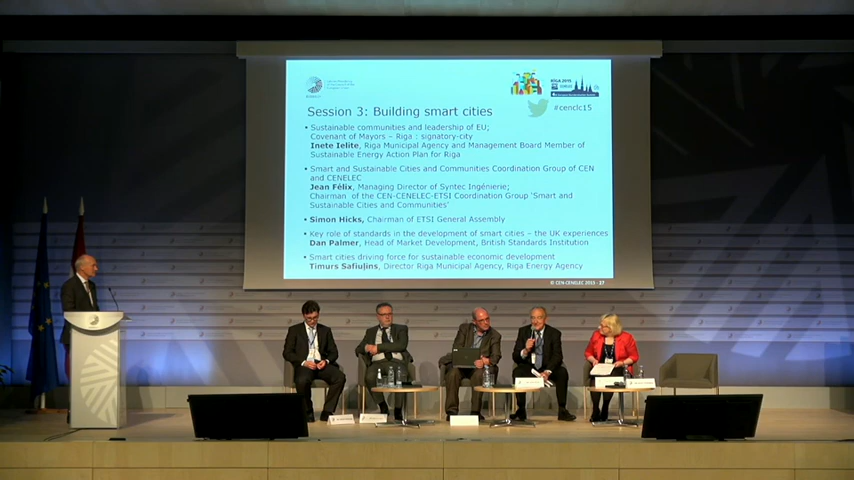 RIGA 2015
#cenclc15
Session 3: Building smart cities
• Sustainable communities and leadership of EU;
Covenant of Mayors – Riga : signatory-city
Inete Ielite, Riga Municipal Agency and Management Board Member of
Sustainable Energy Action Plan for Riga
• Smart and Sustainable Cities and Communities Coordination Group of CEN
and CENELEC
Jean Félix, Managing Director of Syntec Ingénierie;
Chairman of the CEN-CENELEC-ETSI Coordination Group 'Smart and
Sustainable Cities and Communities'
• Simon Hicks, Chairman of ETSI General Assembly
• Key role of standards in the development of smart cities – the UK experiences
Dan Palmer, Head of Market Development, British Standards Institution
• Smart cities driving force for sustainable economic development
Timurs Safiuļins, Director Riga Municipal Agency, Riga Energy Agency
© CEN-CENELEC 2015 - 27